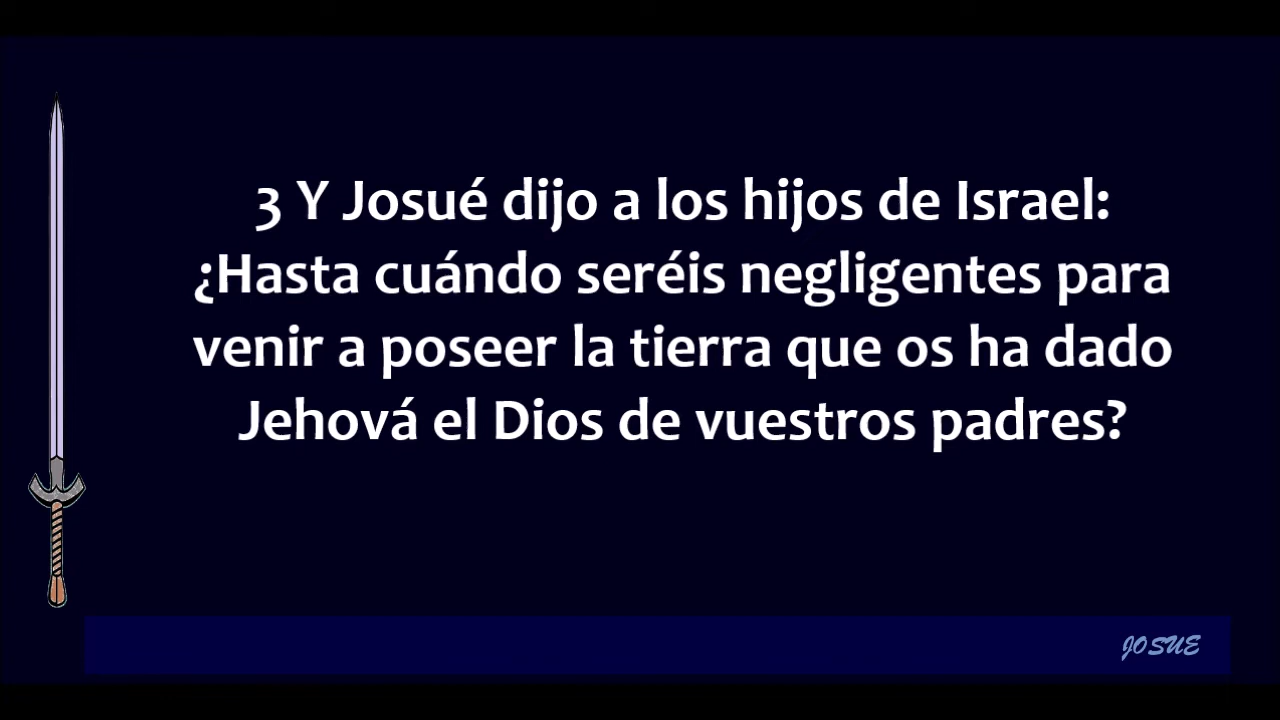 3 Y Josué dijo a los hijos de Israel:
¿Hasta cuándo seréis negligentes para
venir a poseer la tierra que os ha dado
Jehová el Dios de vuestros padres?
JOSUE